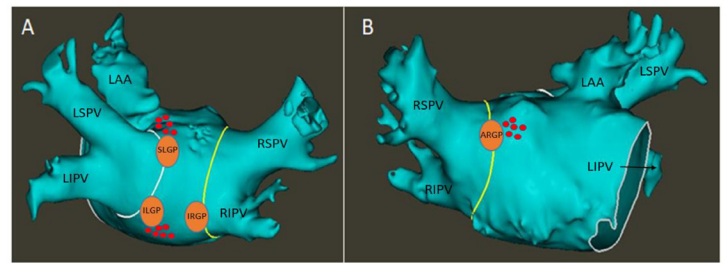 A
LAA
LSPV
SLGP
RSPV
LIPV
ILGP
IRGP
RIPV
B
LAA
LSPV
RSPV
ARGP
LIPV
RIPV